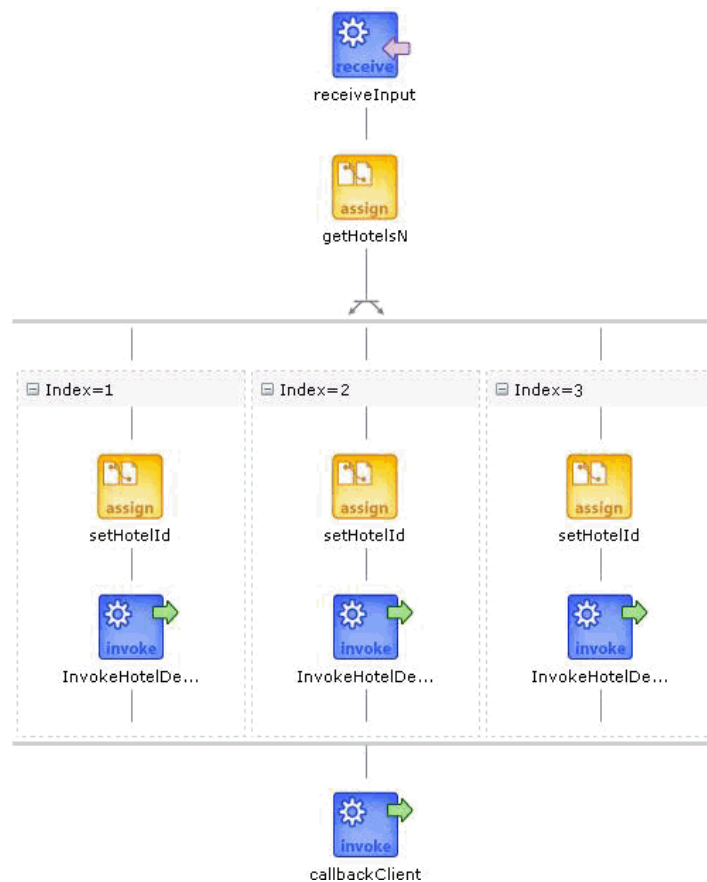 receive
receiveInput
assign
getHotelsN
Index=1
Index=2
Index=3
assign
assign
assign
setHotelId
setHotelId
setHotelId
invoke
invoke
invoke
InvokeHotelDe...
InvokeHotelDe...
InvokeHotelDe...
invoke
callbackClient